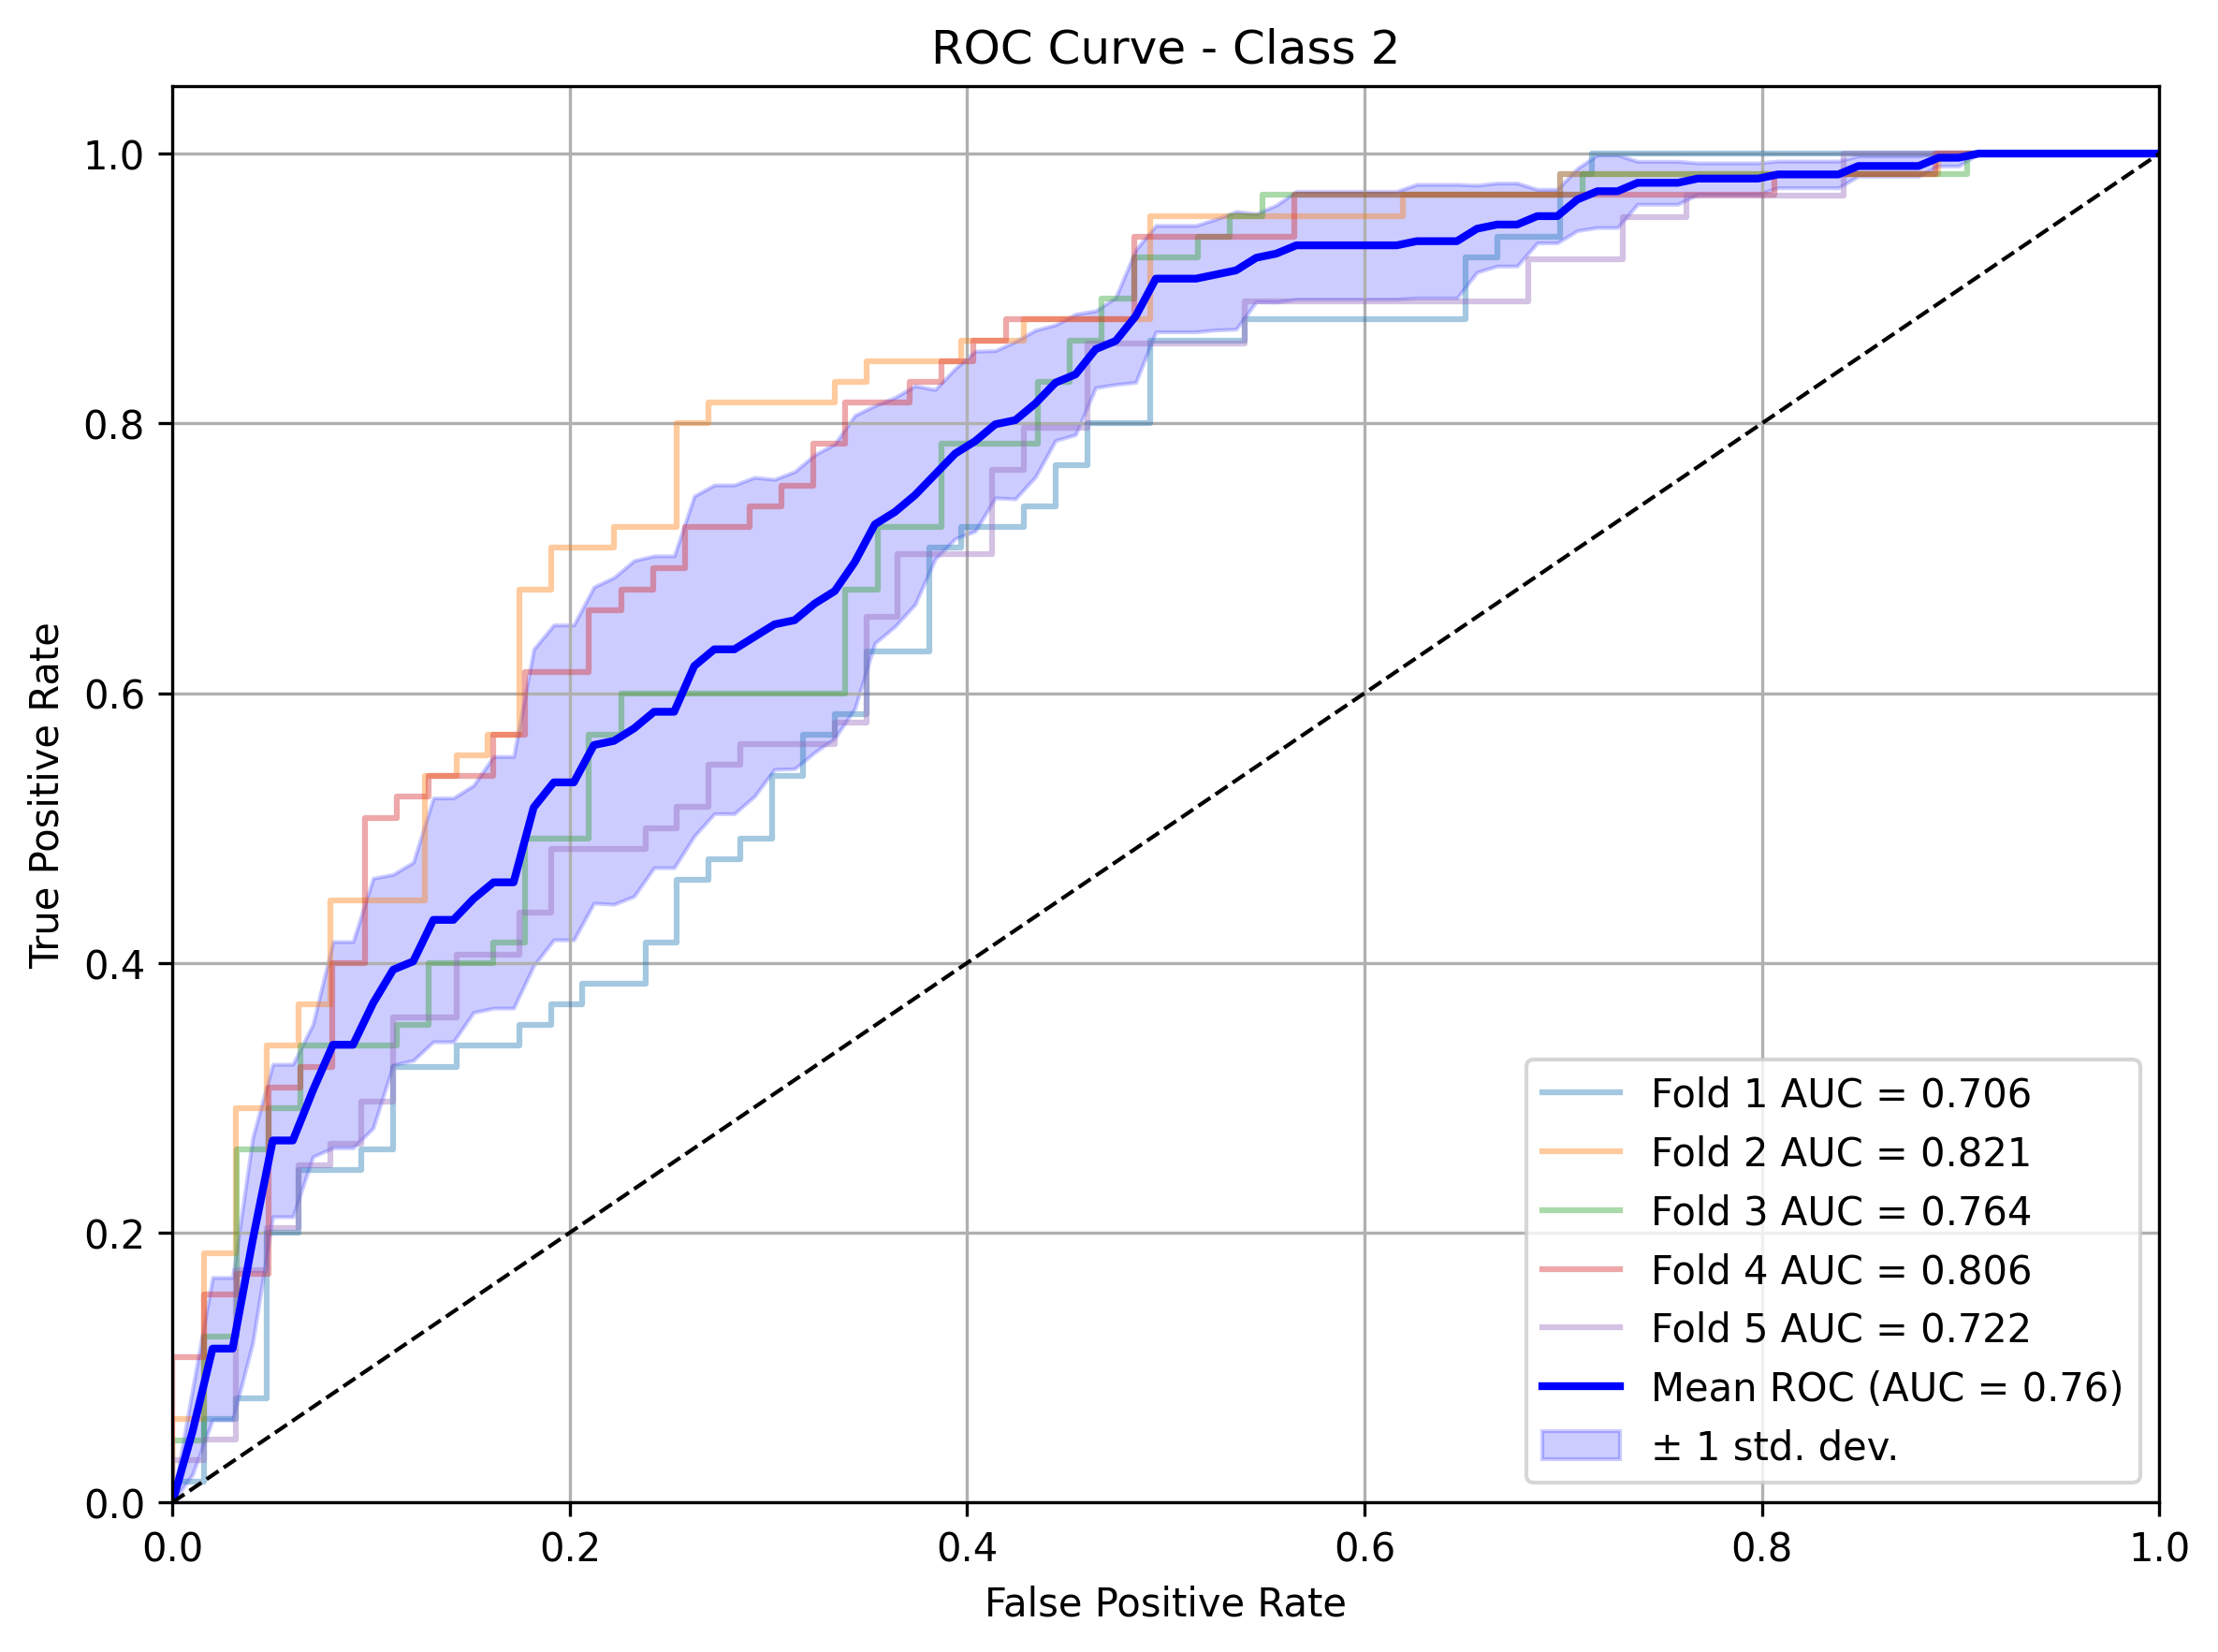 ROC Curve - Class 2
True Positive Rate
1.0
0.8
0.6
0.4
0.2
0.0
0.0 0.2 0.4 0.6 0.8 1.0
False Positive Rate
Fold 1 AUC = 0.706
Fold 2 AUC = 0.821
Fold 3 AUC = 0.764
Fold 4 AUC = 0.806
Fold 5 AUC = 0.722
Mean ROC (AUC = 0.76)
± 1 std. dev.